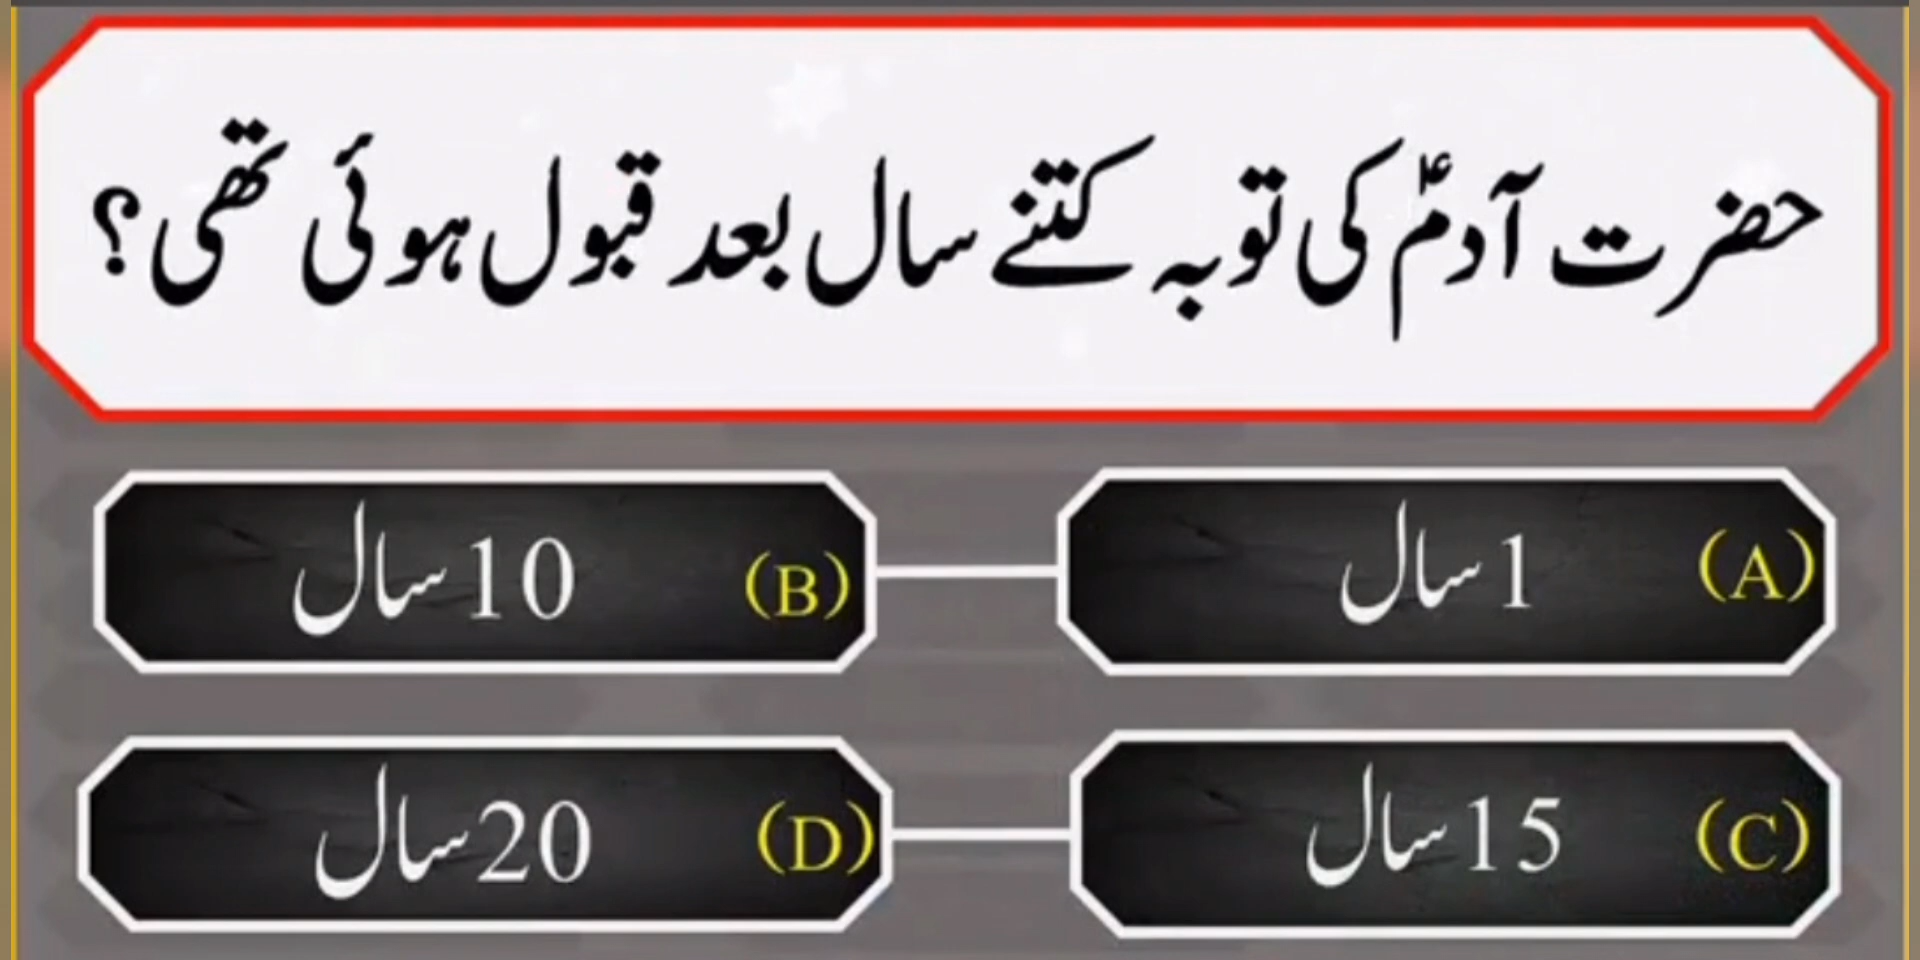 حضرت آدمؑ کی توبہ کتنے سال بعد قبول ہوئی تھی؟
(A) 1 سال
(B) 10 سال
(C) 15 سال
(D) 20 سال